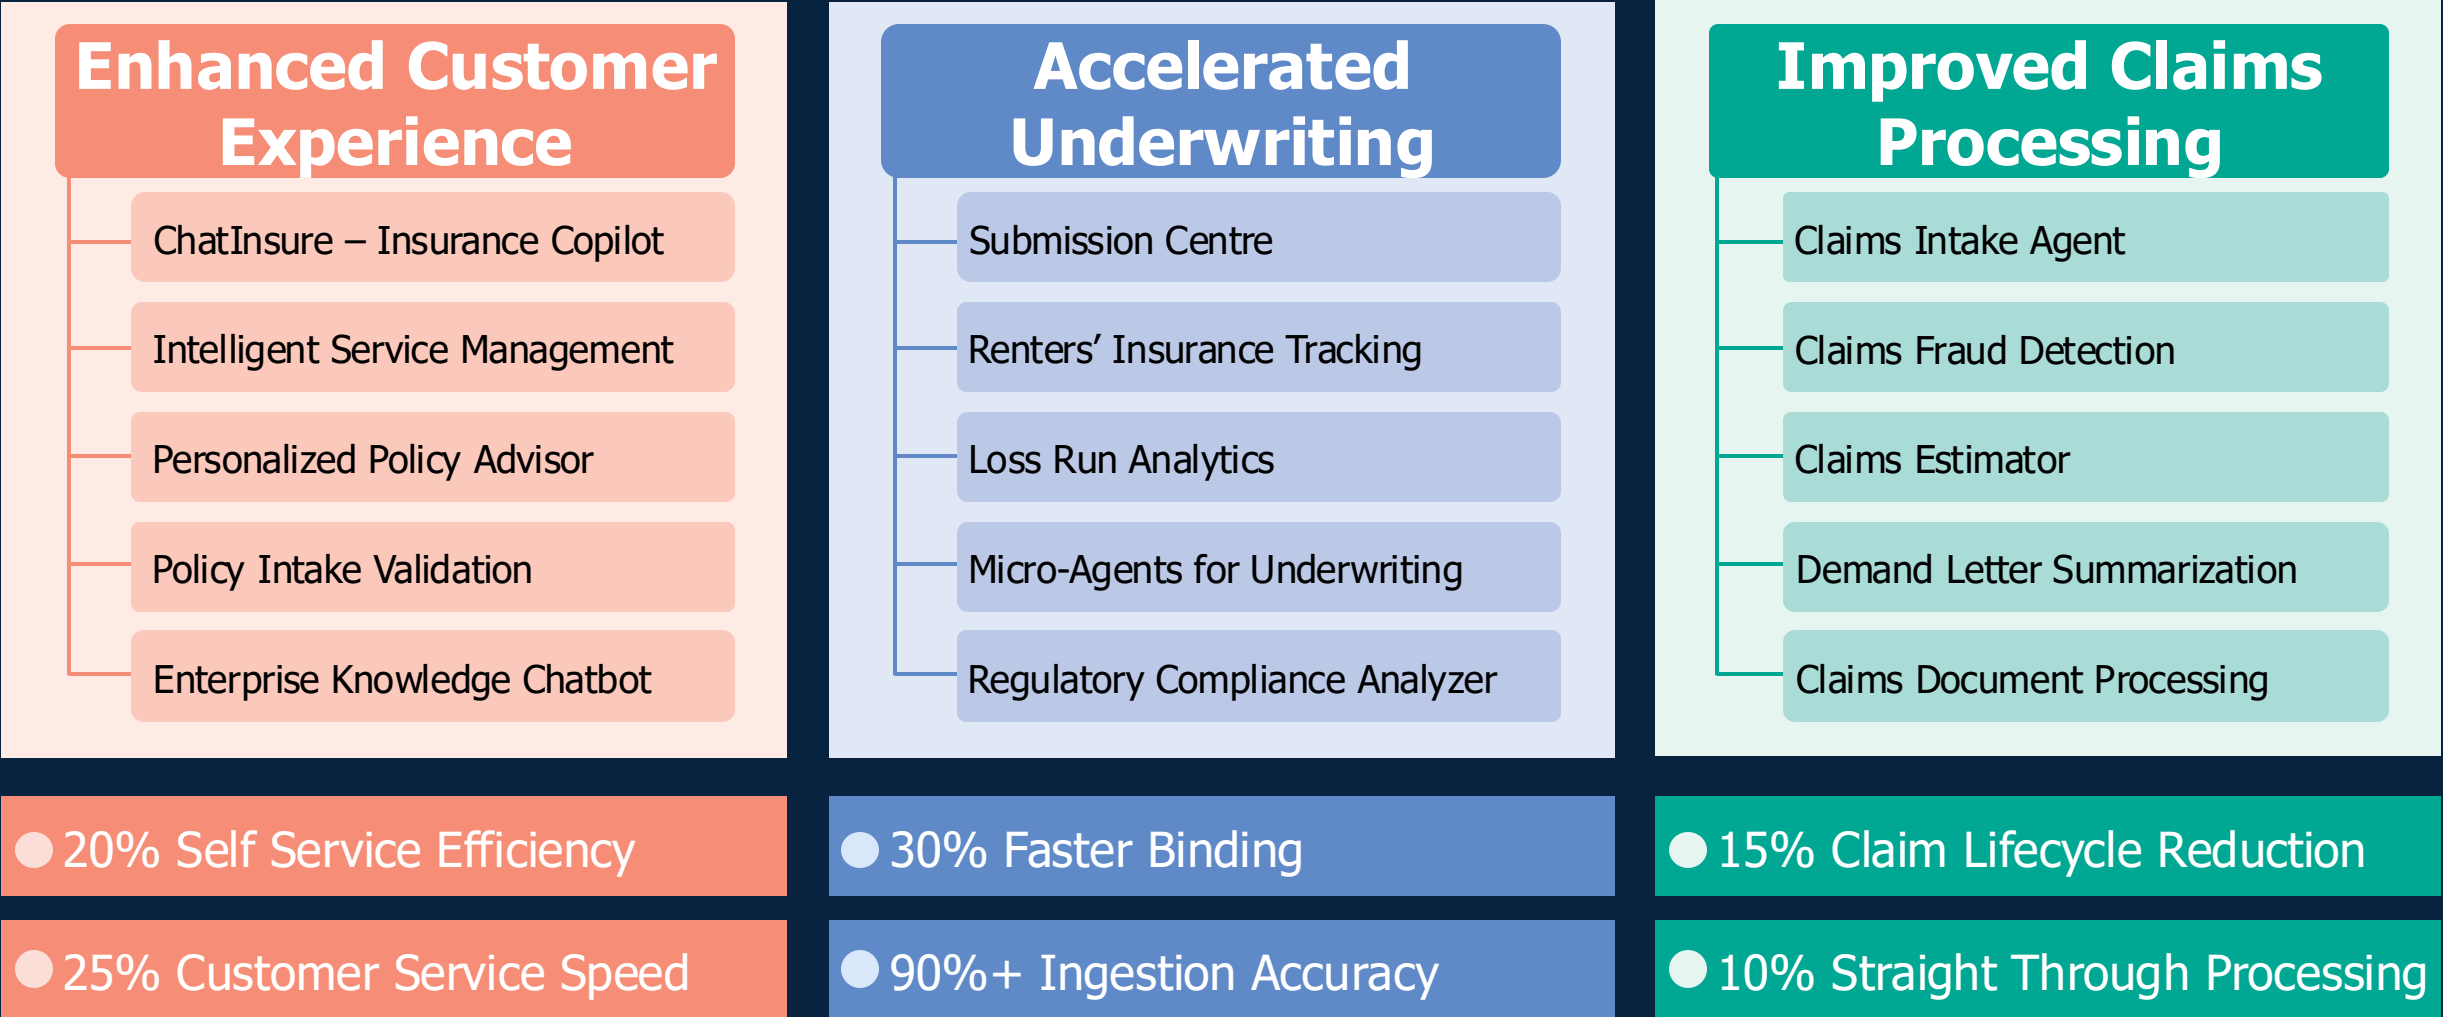 Enhanced Customer
Experience
ChatInsure – Insurance Copilot
Intelligent Service Management
Personalized Policy Advisor
Policy Intake Validation
Enterprise Knowledge Chatbot
20% Self Service Efficiency
25% Customer Service Speed
Accelerated
Underwriting
Submission Centre
Renters’ Insurance Tracking
Loss Run Analytics
Micro-Agents for Underwriting
Regulatory Compliance Analyzer
30% Faster Binding
90%+ Ingestion Accuracy
Improved Claims
Processing
Claims Intake Agent
Claims Fraud Detection
Claims Estimator
Demand Letter Summarization
Claims Document Processing
15% Claim Lifecycle Reduction
10% Straight Through Processing